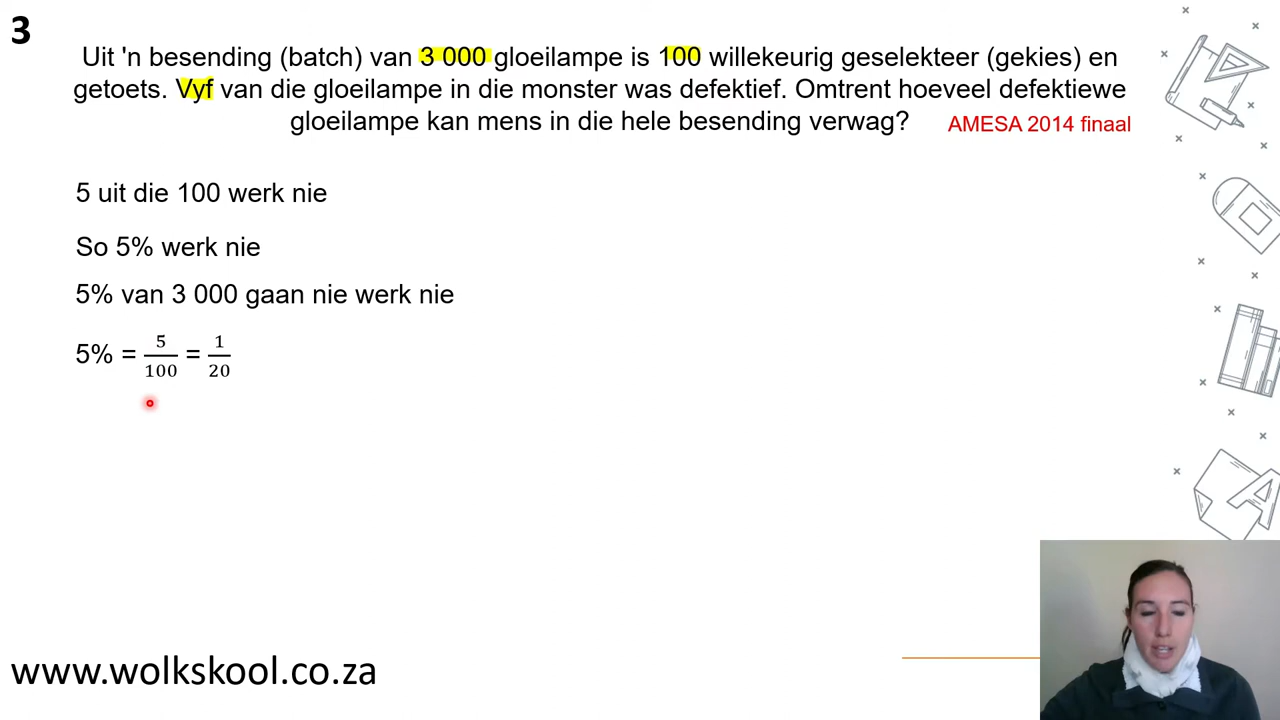 3
Uit 'n besending (batch) van 3 000 gloeilampe is 100 willekeurig geselekteer (gekies) en
getoets. Vyf van die gloeilampe in die monster was defektief. Omtrent hoeveel defektiewe
gloeilampe kan mens in die hele besending verwag? AMESA 2014 finaal
5 uit die 100 werk nie
So 5% werk nie
5% van 3 000 gaan nie werk nie
5% = 5/100 = 1/20
www.wolkskool.co.za